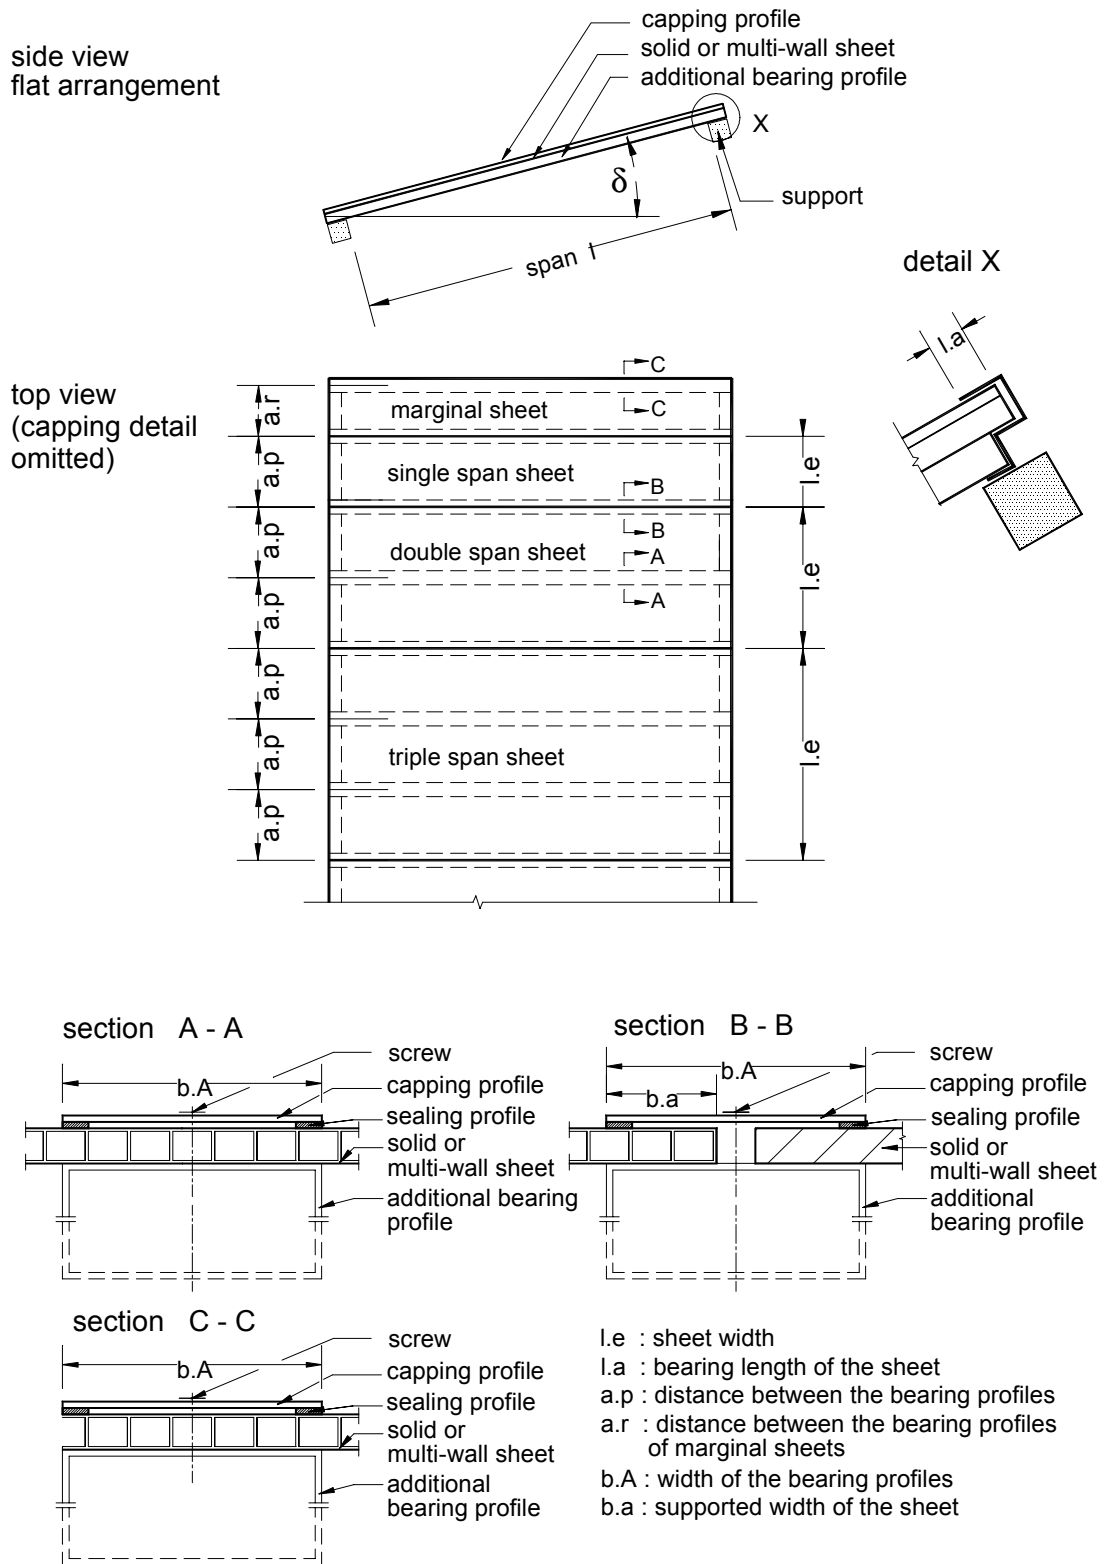 side view
flat arrangement
capping profile
solid or multi-wall sheet
additional bearing profile
X
δ
support
span l
detail X
l.a
top view
(capping detail
omitted)
C
C
a.r
marginal sheet
a.p
single span sheet
l.e
B
B
a.p
double span sheet
A
A
l.e
a.p
a.p
a.p
triple span sheet
l.e
a.p
section A - A
b.A
screw
capping profile
sealing profile
solid or
multi-wall sheet
additional bearing
profile
section B - B
b.A
b.a
screw
capping profile
sealing profile
solid or
multi-wall sheet
additional
bearing profile
section C - C
b.A
screw
capping profile
sealing profile
solid or
multi-wall sheet
additional
bearing profile
l.e : sheet width
l.a : bearing length of the sheet
a.p : distance between the bearing profiles
a.r : distance between the bearing profiles
of marginal sheets
b.A : width of the bearing profiles
b.a : supported width of the sheet